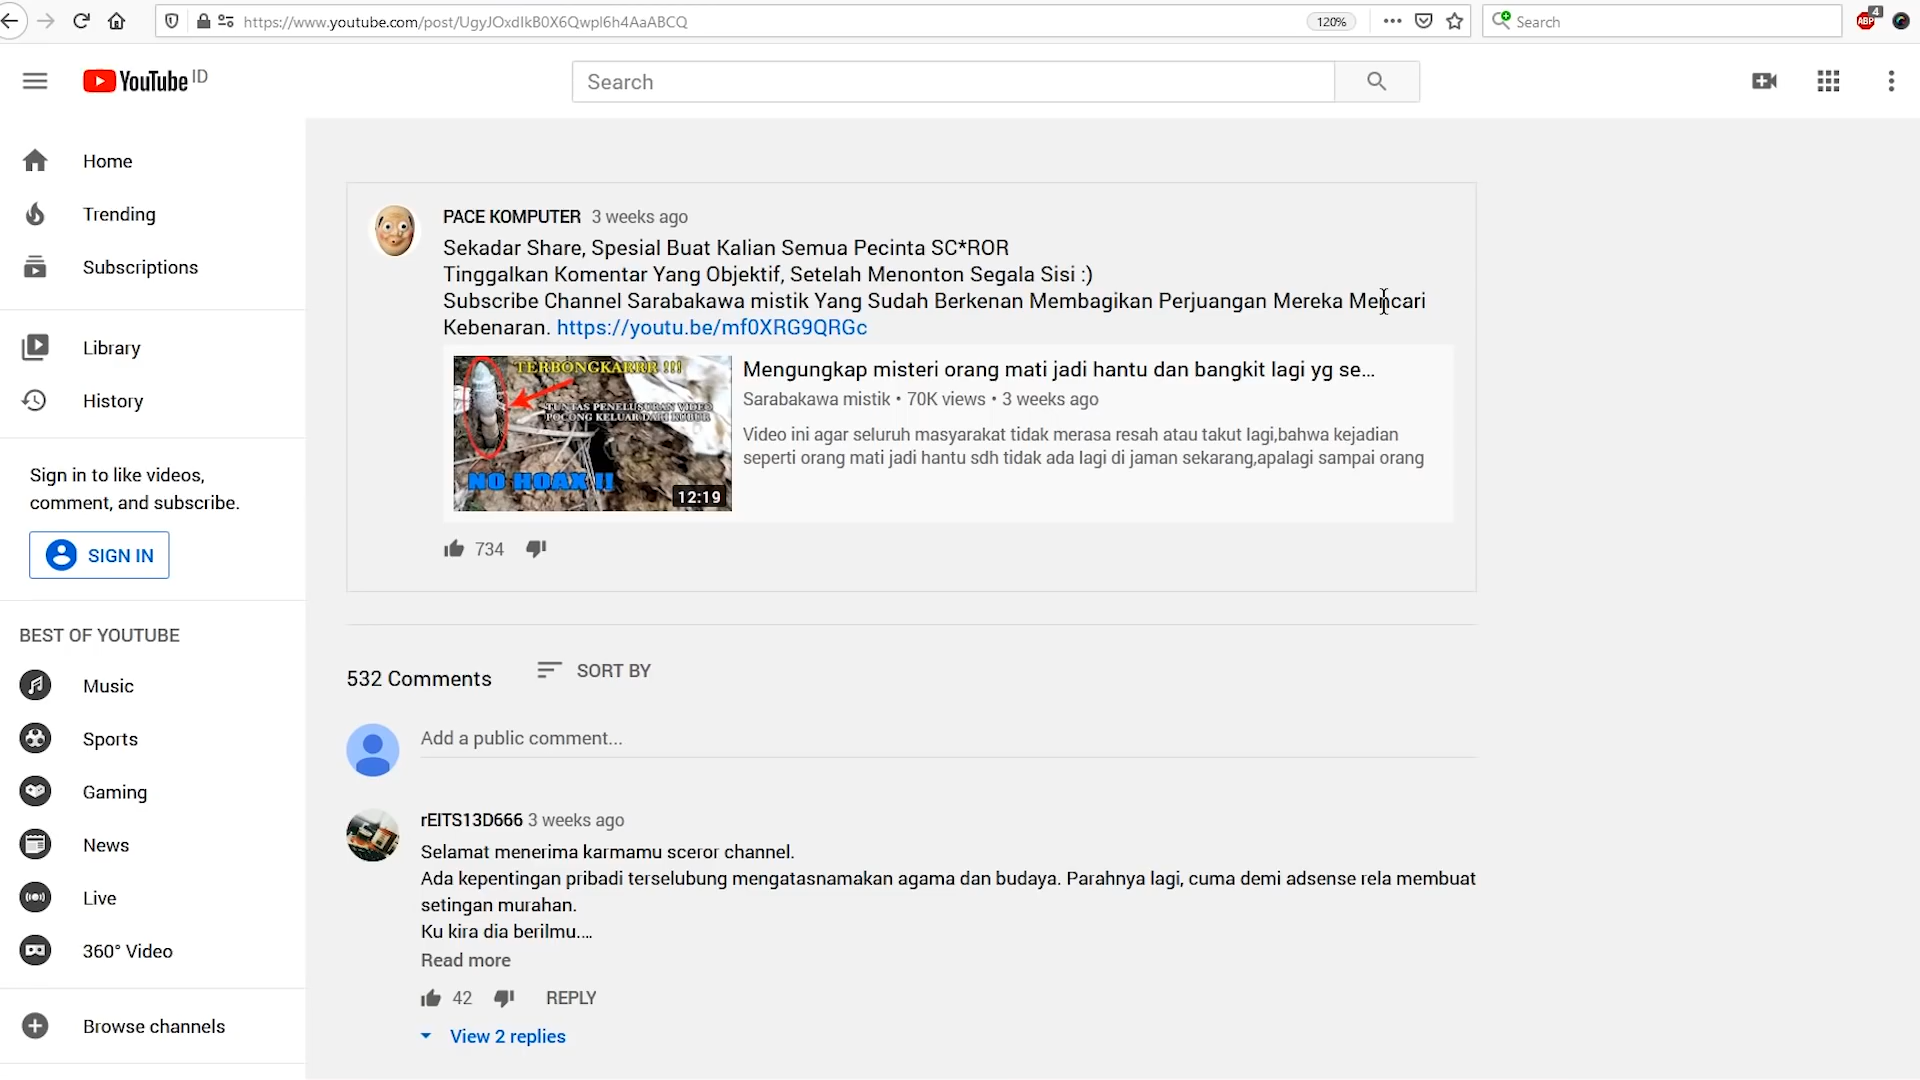 https://www.youtube.com/post/UgyJOxdIkB0X6Qwpl6h4AaABCQ
120%
Search
ABP
4
YouTube ID
Search
Home
Trending
Subscriptions
Library
History
Sign in to like videos,
comment, and subscribe.
SIGN IN
BEST OF YOUTUBE
Music
Sports
Gaming
News
Live
360° Video
Browse channels
PACE KOMPUTER 3 weeks ago
Sekadar Share, Spesial Buat Kalian Semua Pecinta SC*ROR
Tinggalkan Komentar Yang Objektif, Setelah Menonton Segala Sisi :)
Subscribe Channel Sarabakawa mistik Yang Sudah Berkenan Membagikan Perjuangan Mereka Mencari
Kebenaran. https://youtu.be/mf0XRG9QRGc
TERBONGKARRR !!!
TUNTAS PENELUSURAN VIDEO
POCONG KELUAR DARI KUBUR
NO HOAX !!
12:19
Mengungkap misteri orang mati jadi hantu dan bangkit lagi yg se...
Sarabakawa mistik • 70K views • 3 weeks ago
Video ini agar seluruh masyarakat tidak merasa resah atau takut lagi,bahwa kejadian
seperti orang mati jadi hantu sdh tidak ada lagi di jaman sekarang,apalagi sampai orang
734
532 Comments
SORT BY
Add a public comment...
rEITS13D666 3 weeks ago
Selamat menerima karmamu sceror channel.
Ada kepentingan pribadi terselubung mengatasnamakan agama dan budaya. Parahnya lagi, cuma demi adsense rela membuat
setingan murahan.
Ku kira dia berilmu....
Read more
42
REPLY
View 2 replies